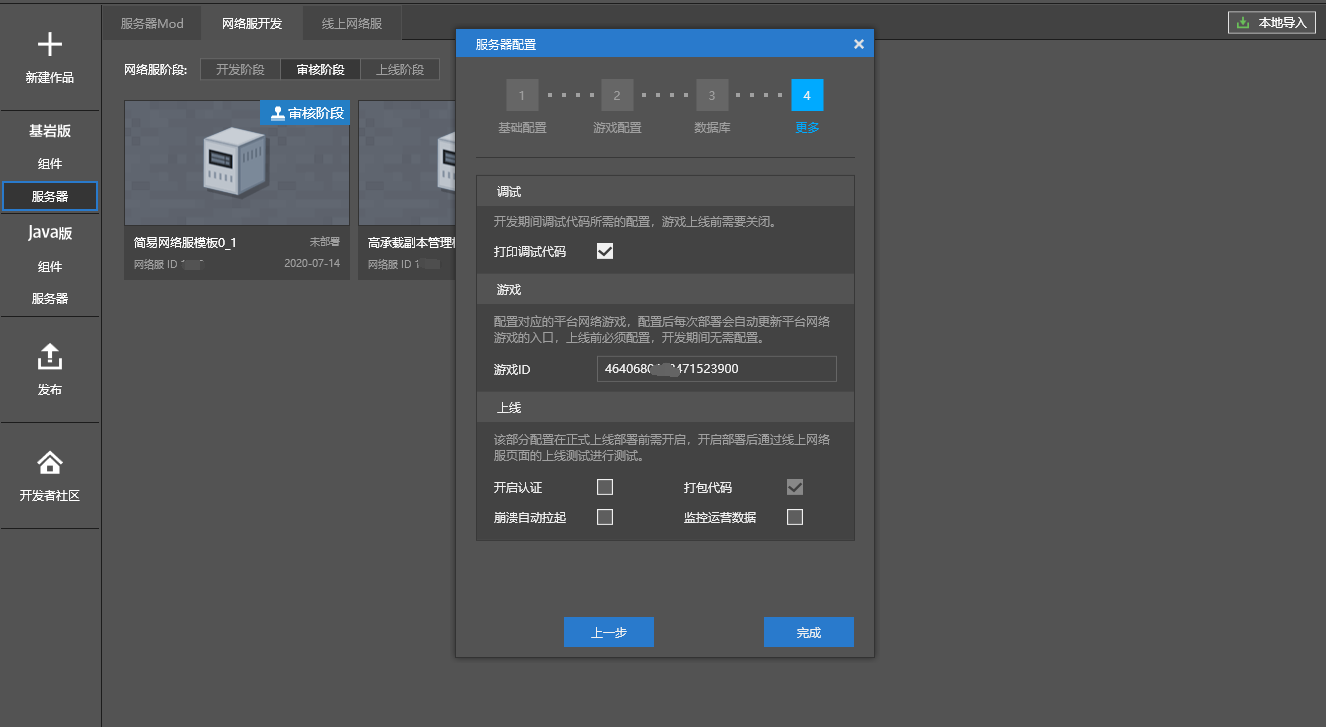 新建作品
基岩版
组件
服务器
Java版
组件
服务器
发布
开发者社区
服务器Mod
网络服开发
线上网络服
本地导入
网络服阶段:
开发阶段
审核阶段
上线阶段
审核阶段
简易网络服模板0_1
未部署
网络服 ID
2020-07-14
高承载副本管理
网络服 ID
服务器配置
1
2
3
4
基础配置
游戏配置
数据库
更多
调试
开发期间调试代码所需的配置，游戏上线前需要关闭。
打印调试代码
游戏
配置对应的平台网络游戏，配置后每次部署会自动更新平台网络
游戏的入口，上线前必须配置，开发期间无需配置。
游戏ID
464068 471523900
上线
该部分配置在正式上线部署前需开启，开启部署后通过线上网络
服页面的上线测试进行测试。
开启认证
打包代码
崩溃自动拉起
监控运营数据
上一步
完成